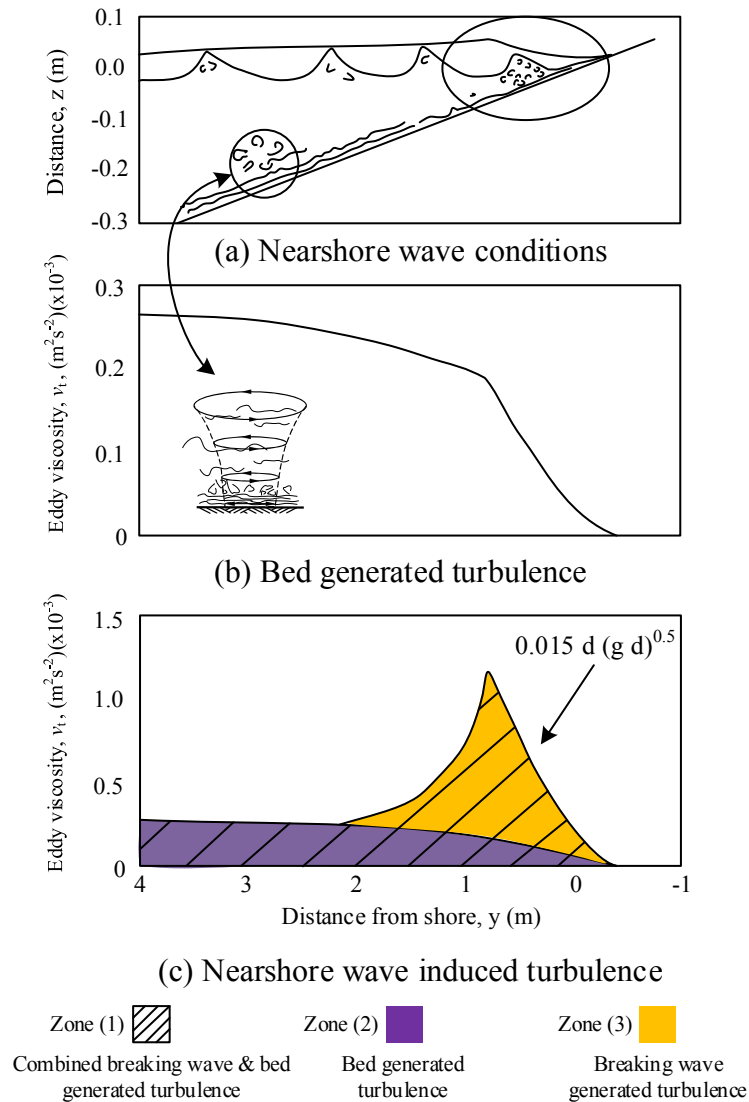 0.1
0.0
-0.1
-0.2
-0.3
Distance, z (m)
(a) Nearshore wave conditions
0.3
0.2
0.1
0
Eddy viscosity, νt, (m²s⁻²)(x10⁻³)
(b) Bed generated turbulence
1.5
1.0
0.5
0
Eddy viscosity, νt, (m²s⁻²)(x10⁻³)
0.015 d (g d)^0.5
4 3 2 1 0 -1
Distance from shore, y (m)
(c) Nearshore wave induced turbulence
Zone (1)
Combined breaking wave & bed
generated turbulence
Zone (2)
Bed generated
turbulence
Zone (3)
Breaking wave
generated turbulence